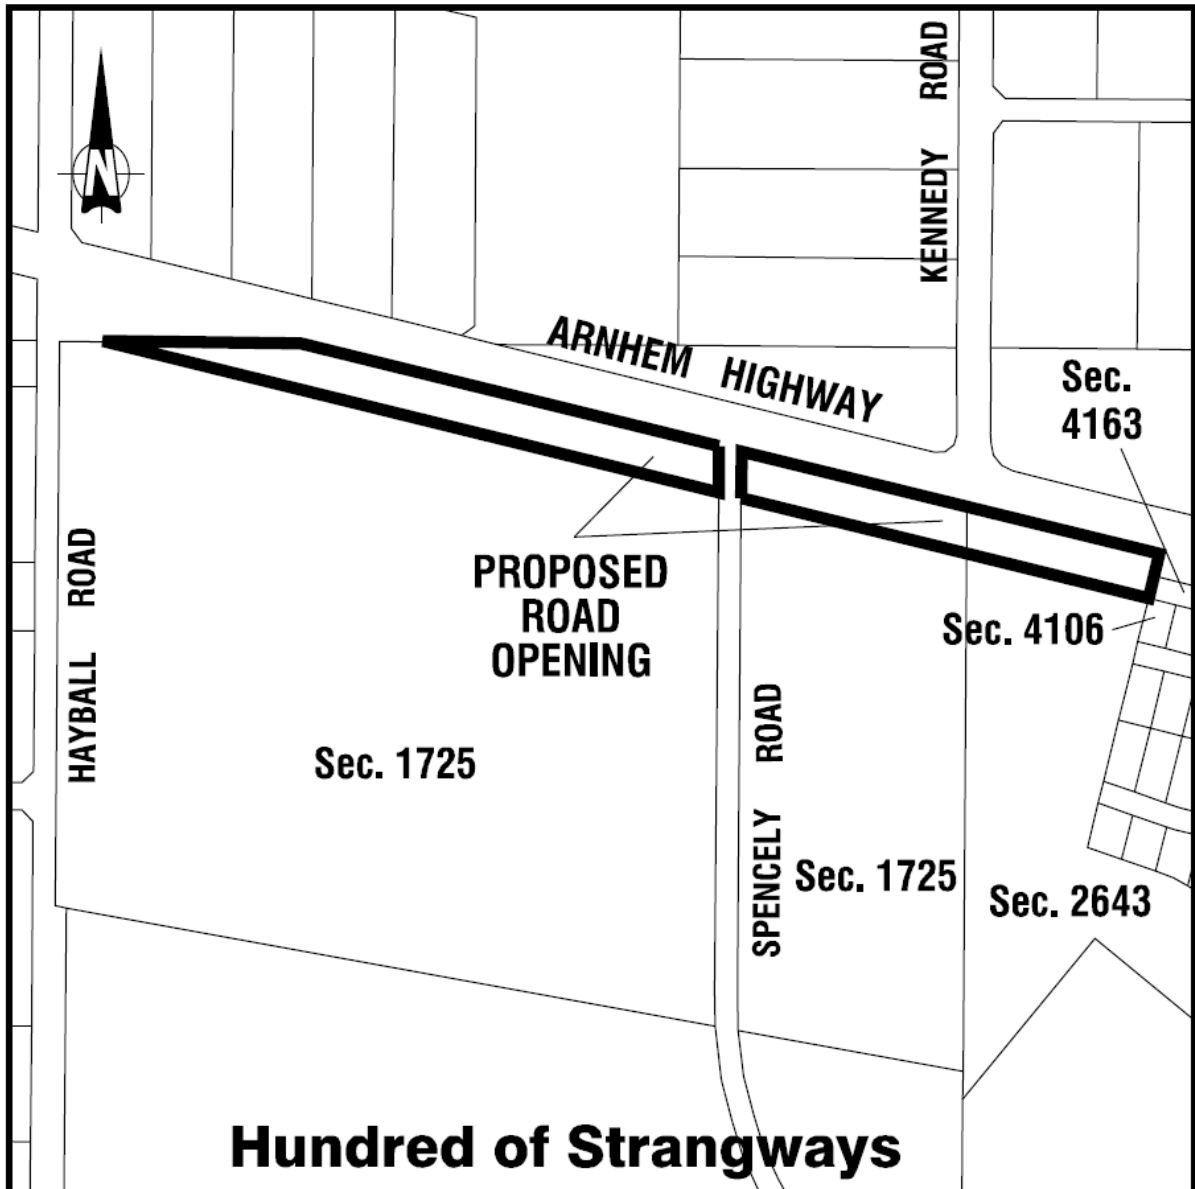 N
KENNEDY ROAD
ARNHEM HIGHWAY
Sec.
4163
HAYBALL ROAD
PROPOSED
ROAD
OPENING
Sec. 4106
Sec. 1725
SPENCELY ROAD
Sec. 1725
Sec. 2643
Hundred of Strangways